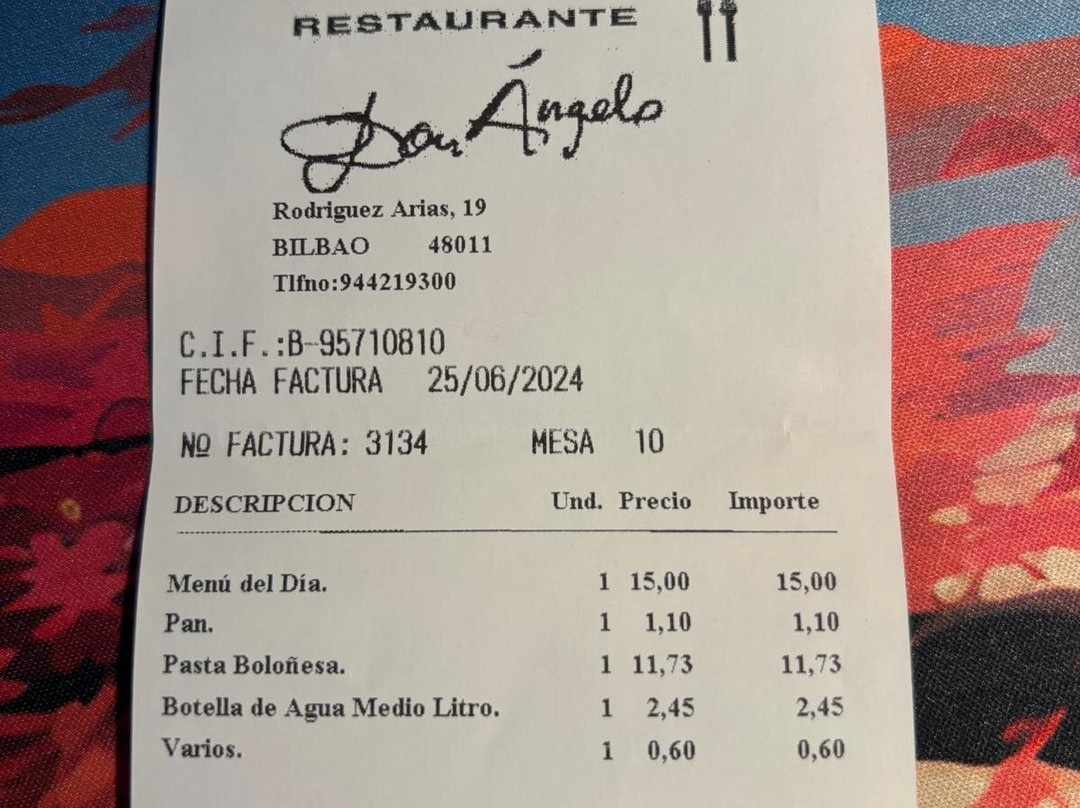 RESTAURANTE
Don Ángelo
Rodriguez Arias, 19
BILBAO 48011
Tlfno:944219300
C.I.F.:B-95710810
FECHA FACTURA 25/06/2024
Nº FACTURA: 3134 MESA 10
DESCRIPCION Und. Precio Importe
Menú del Día. 1 15,00 15,00
Pan. 1 1,10 1,10
Pasta Boloñesa. 1 11,73 11,73
Botella de Agua Medio Litro. 1 2,45 2,45
Varios. 1 0,60 0,60